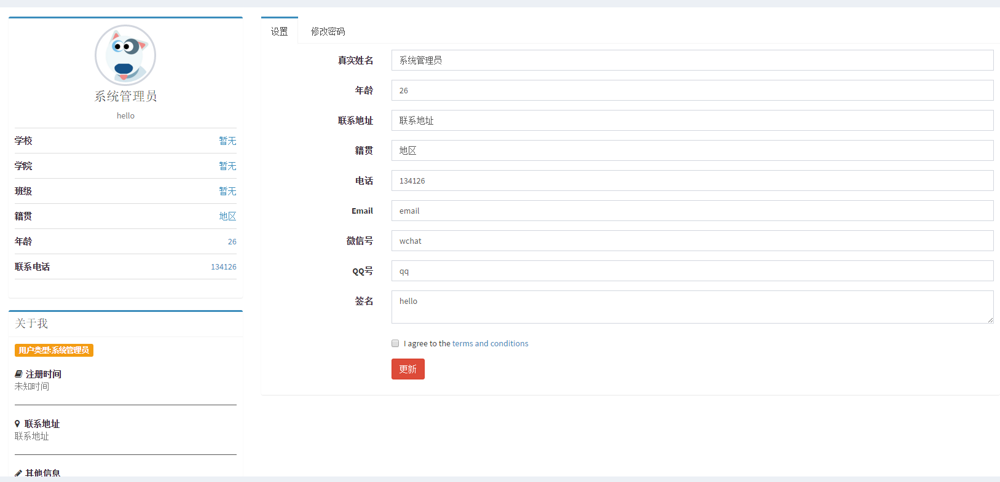 系统管理员
hello
学校 暂无
学院 暂无
班级 暂无
籍贯 地区
年龄 26
联系电话 134126
关于我
用户类型:系统管理员
注册时间
未知时间
联系地址
联系地址
其他信息
设置 修改密码
真实姓名 系统管理员
年龄 26
联系地址 联系地址
籍贯 地区
电话 134126
Email email
微信号 wchat
QQ号 qq
签名 hello
I agree to the terms and conditions
更新